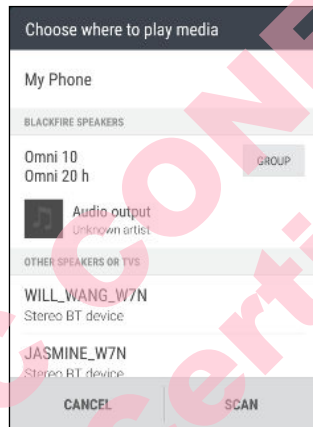 Choose where to play media
My Phone
BLACKFIRE SPEAKERS
Omni 10
Omni 20 h
GROUP
Audio output
Unknown artist
OTHER SPEAKERS OR TVS
WILL_WANG_W7N
Stereo BT device
JASMINE_W7N
Stereo BT device
CANCEL
SCAN